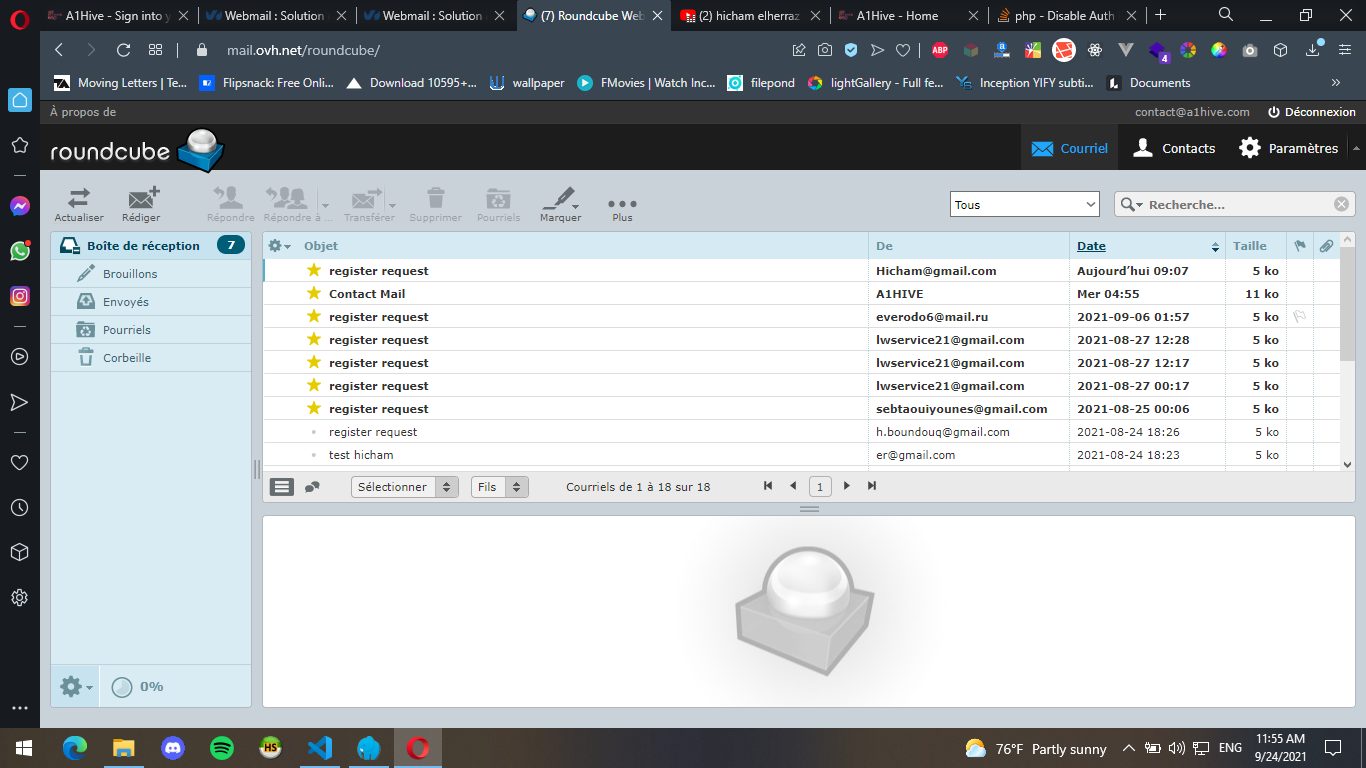 A1Hive - Sign into y
Webmail : Solution
Webmail : Solution
(7) Roundcube Web
(2) hicham elherraz
A1Hive - Home
php - Disable Auth
mail.ovh.net/roundcube/
ABP
4
Moving Letters | Te...
Flipsnack: Free Onli...
Download 10595+...
wallpaper
FMovies | Watch Inc...
filepond
lightGallery - Full fe...
Inception YIFY subti...
Documents
À propos de
contact@a1hive.com
Déconnexion
roundcube
Courriel
Contacts
Paramètres
Actualiser
Rédiger
Répondre
Répondre à ...
Transférer
Supprimer
Pourriels
Marquer
Plus
Tous
Recherche...
Boîte de réception 7
Brouillons
Envoyés
Pourriels
Corbeille
Objet De Date Taille
register request Hicham@gmail.com Aujourd’hui 09:07 5 ko
Contact Mail A1HIVE Mer 04:55 11 ko
register request everodo6@mail.ru 2021-09-06 01:57 5 ko
register request lwservice21@gmail.com 2021-08-27 12:28 5 ko
register request lwservice21@gmail.com 2021-08-27 12:17 5 ko
register request lwservice21@gmail.com 2021-08-27 00:17 5 ko
register request sebtaouiyounes@gmail.com 2021-08-25 00:06 5 ko
register request h.boundouq@gmail.com 2021-08-24 18:26 5 ko
test hicham er@gmail.com 2021-08-24 18:23 5 ko
Sélectionner
Fils
Courriels de 1 à 18 sur 18
1
0%
HS
76°F Partly sunny
ENG
11:55 AM
9/24/2021